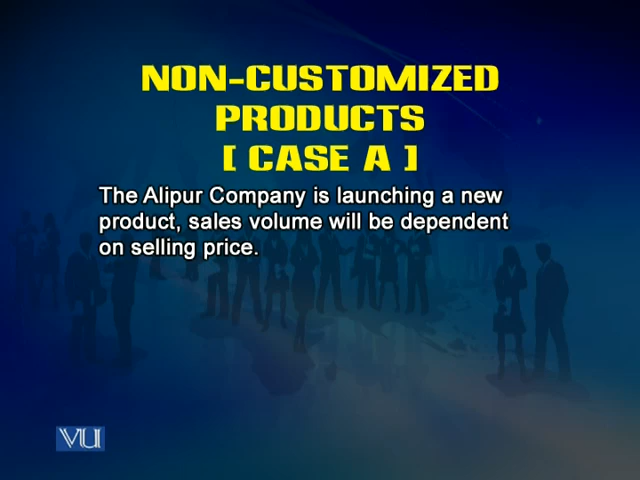 NON-CUSTOMIZED
PRODUCTS
[ CASE A ]
The Alipur Company is launching a new
product, sales volume will be dependent
on selling price.
VU